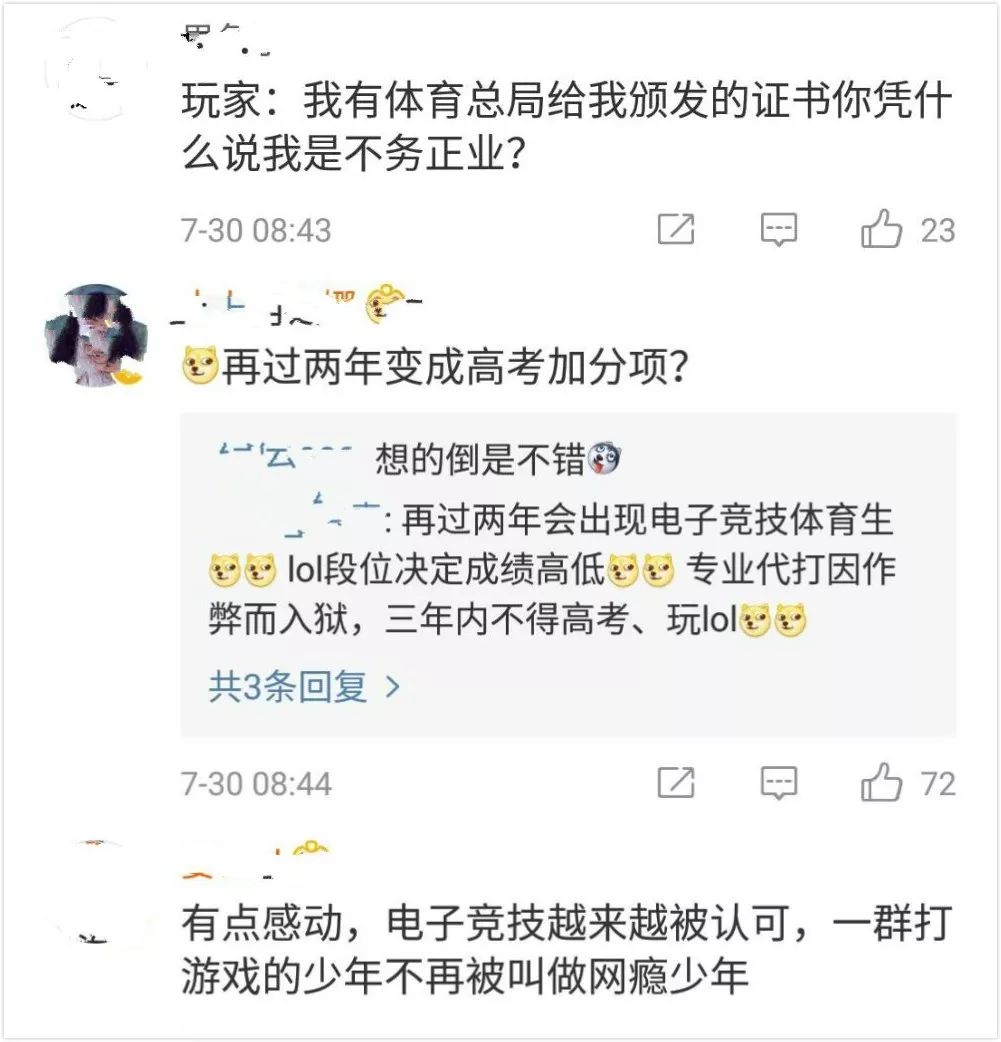 玩家：我有体育总局给我颁发的证书你凭什
么说我是不务正业？
7-30 08:43
23
再过两年变成高考加分项？
想的倒是不错
: 再过两年会出现电子竞技体育生
lol段位决定成绩高低 专业代打因作
弊而入狱，三年内不得高考、玩lol
共3条回复 >
7-30 08:44
72
有点感动，电子竞技越来越被认可，一群打
游戏的少年不再被叫做网瘾少年